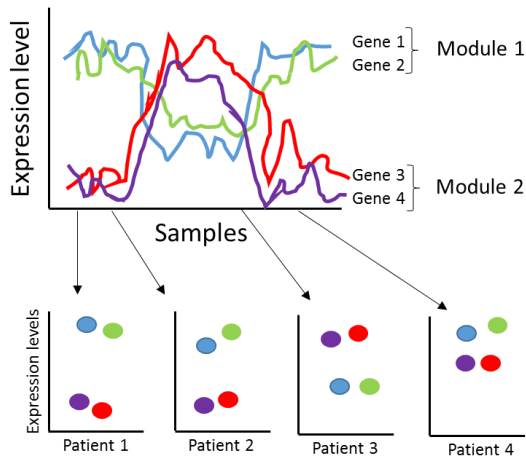 Expression level
Gene 1
Gene 2
Module 1
Gene 3
Gene 4
Module 2
Samples
Expression levels
Patient 1
Patient 2
Patient 3
Patient 4